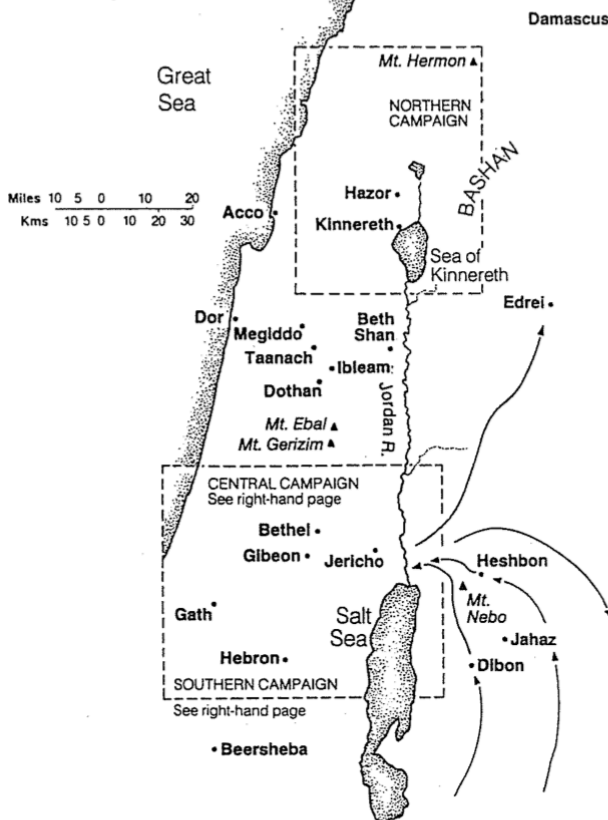 Damascus
Great
Sea
Mt. Hermon
NORTHERN
CAMPAIGN
BASHAN
Miles 10 5 0 10 20
Kms 10 5 0 20 30
Hazor
Acco
Kinnereth
Sea of
Kinnereth
Edrei
Dor
Megiddo
Beth
Shan
Taanach
Ibleam
Dothan
Jordan R.
Mt. Ebal
Mt. Gerizim
CENTRAL CAMPAIGN
See right-hand page
Bethel
Gibeon
Jericho
Heshbon
Mt.
Nebo
Gath
Salt
Sea
Jahaz
Hebron
Dibon
SOUTHERN CAMPAIGN
See right-hand page
Beersheba